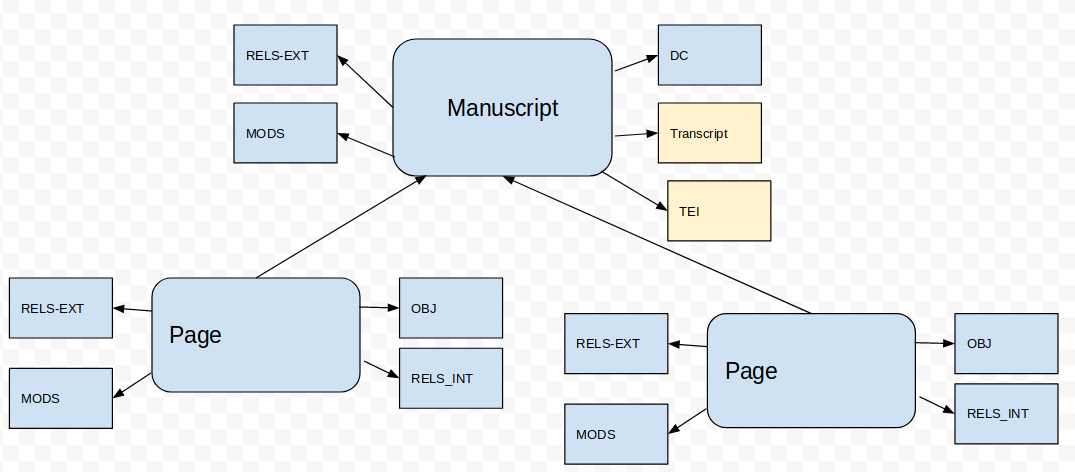 RELS-EXT
DC
Manuscript
MODS
Transcript
TEI
RELS-EXT
OBJ
Page
RELS_INT
MODS
RELS-EXT
OBJ
Page
RELS_INT
MODS